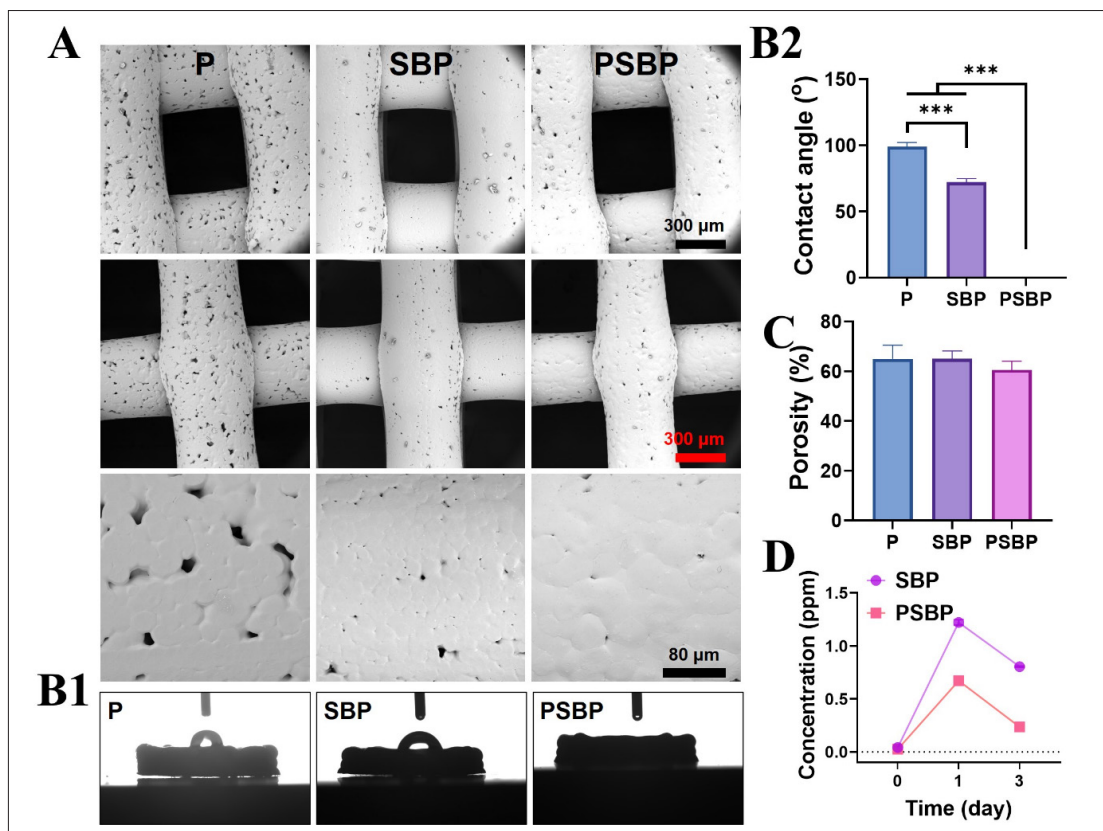 A
P
SBP
PSBP
300 µm
300 µm
80 µm
B1
P
SBP
PSBP
B2
Contact angle (°)
150
100
50
0
***
***
P
SBP
PSBP
C
Porosity (%)
80
60
40
20
0
P
SBP
PSBP
D
Concentration (ppm)
SBP
PSBP
1.5
1.0
0.5
0.0
0
1
3
Time (day)